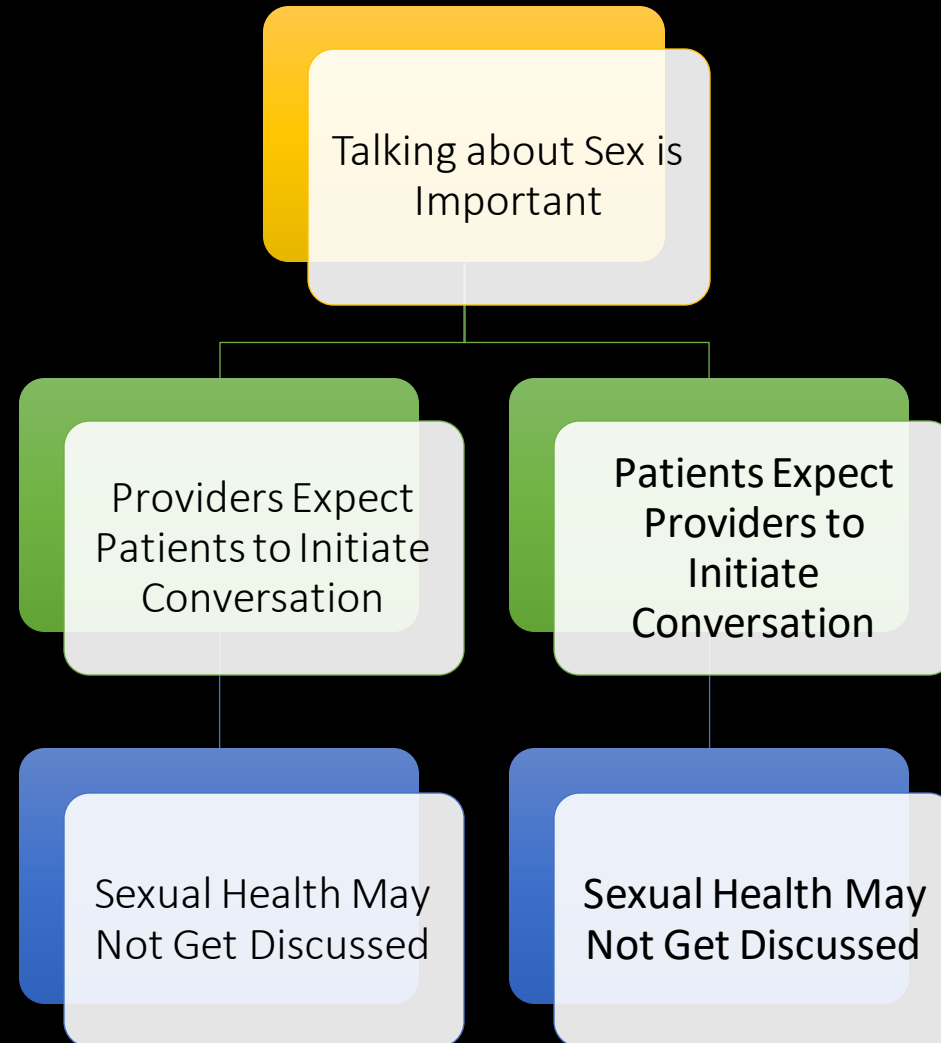 Talking about Sex is
Important
Providers Expect
Patients to Initiate
Conversation
Patients Expect
Providers to
Initiate
Conversation
Sexual Health May
Not Get Discussed
Sexual Health May
Not Get Discussed